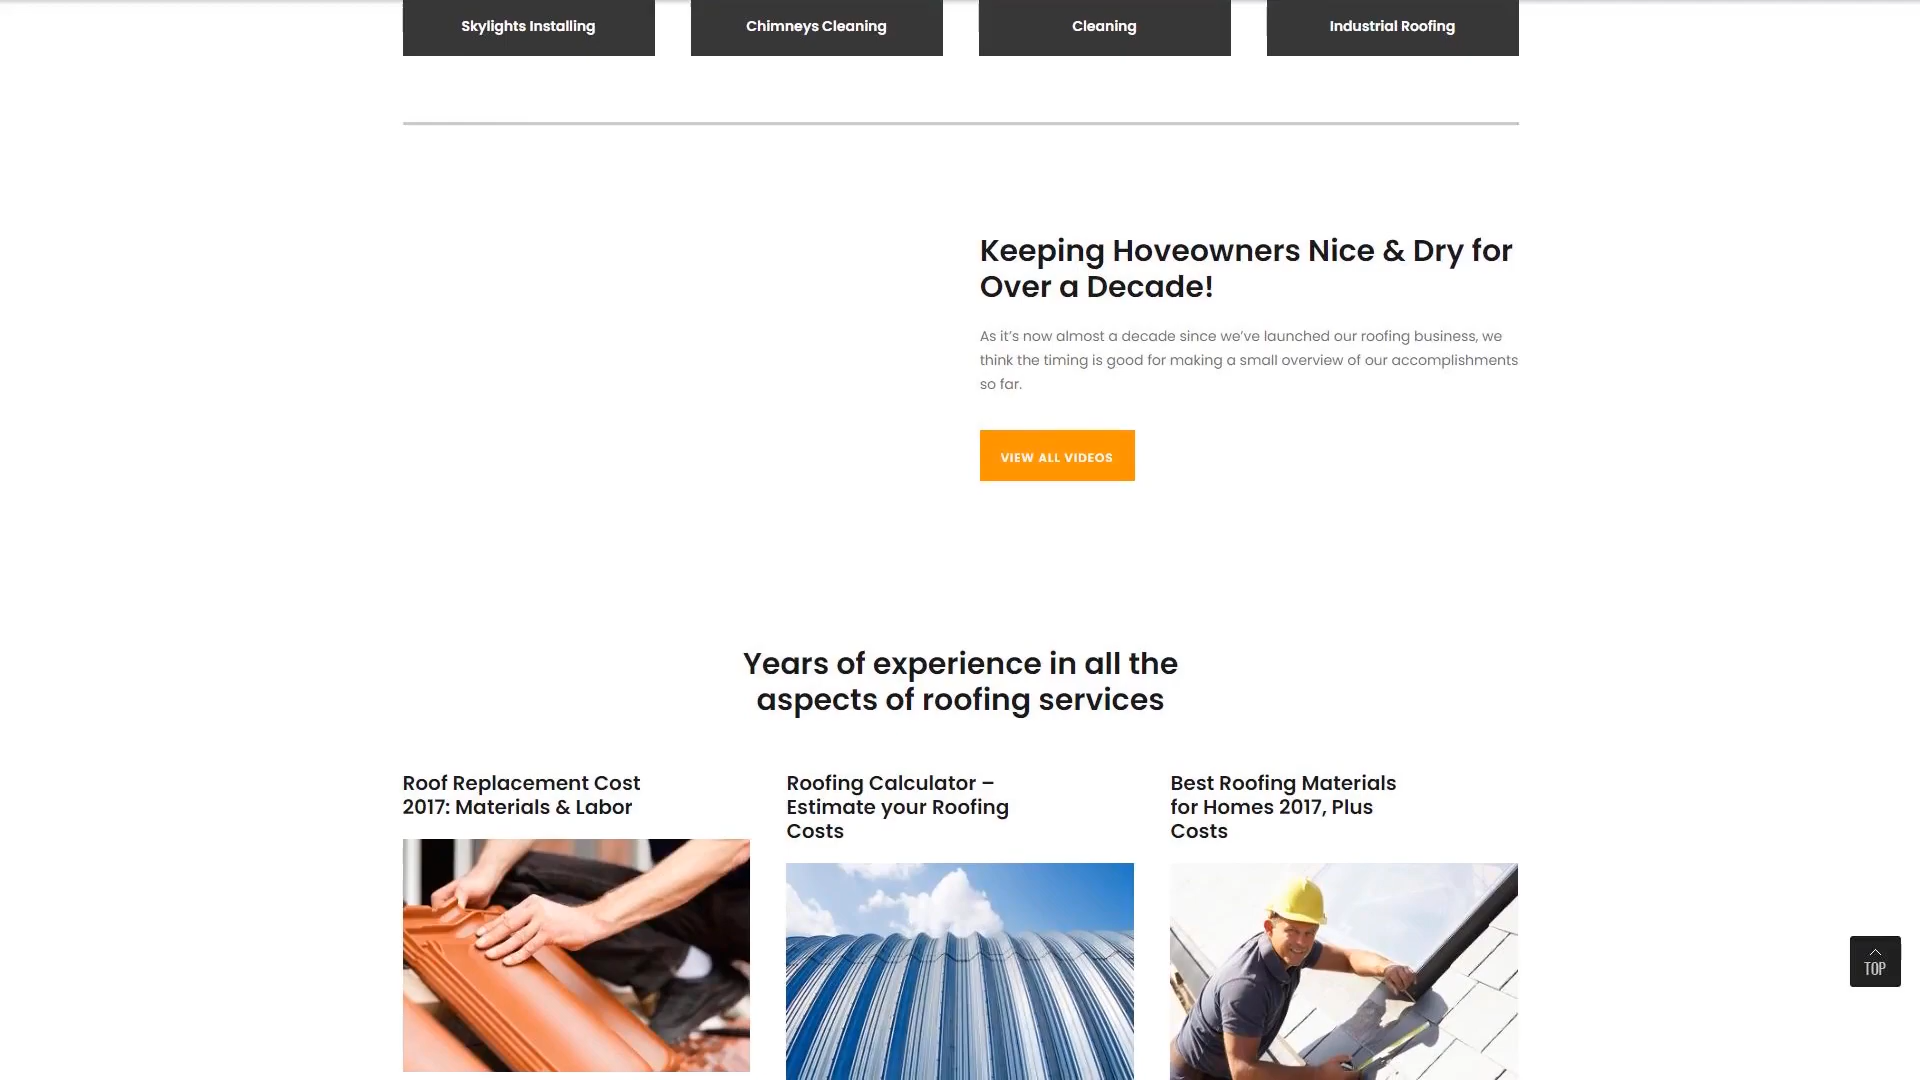 Skylights Installing
Chimneys Cleaning
Cleaning
Industrial Roofing
Keeping Hoveowners Nice & Dry for
Over a Decade!
As it's now almost a decade since we've launched our roofing business, we
think the timing is good for making a small overview of our accomplishments
so far.
VIEW ALL VIDEOS
Years of experience in all the
aspects of roofing services
Roof Replacement Cost
2017: Materials & Labor
Roofing Calculator –
Estimate your Roofing
Costs
Best Roofing Materials
for Homes 2017, Plus
Costs
TOP